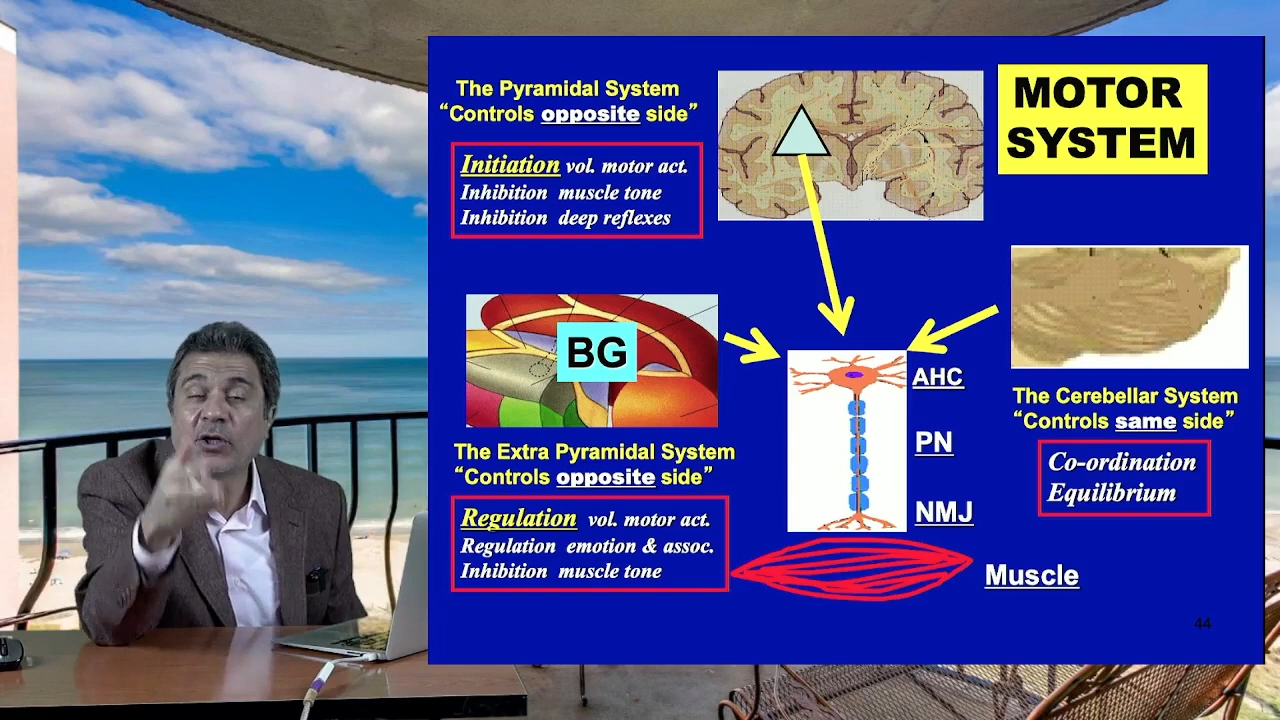 The Pyramidal System
“Controls opposite side”
Initiation vol. motor act.
Inhibition muscle tone
Inhibition deep reflexes
MOTOR
SYSTEM
BG
The Extra Pyramidal System
“Controls opposite side”
Regulation vol. motor act.
Regulation emotion & assoc.
Inhibition muscle tone
AHC
PN
NMJ
Muscle
The Cerebellar System
“Controls same side”
Co-ordination
Equilibrium
44